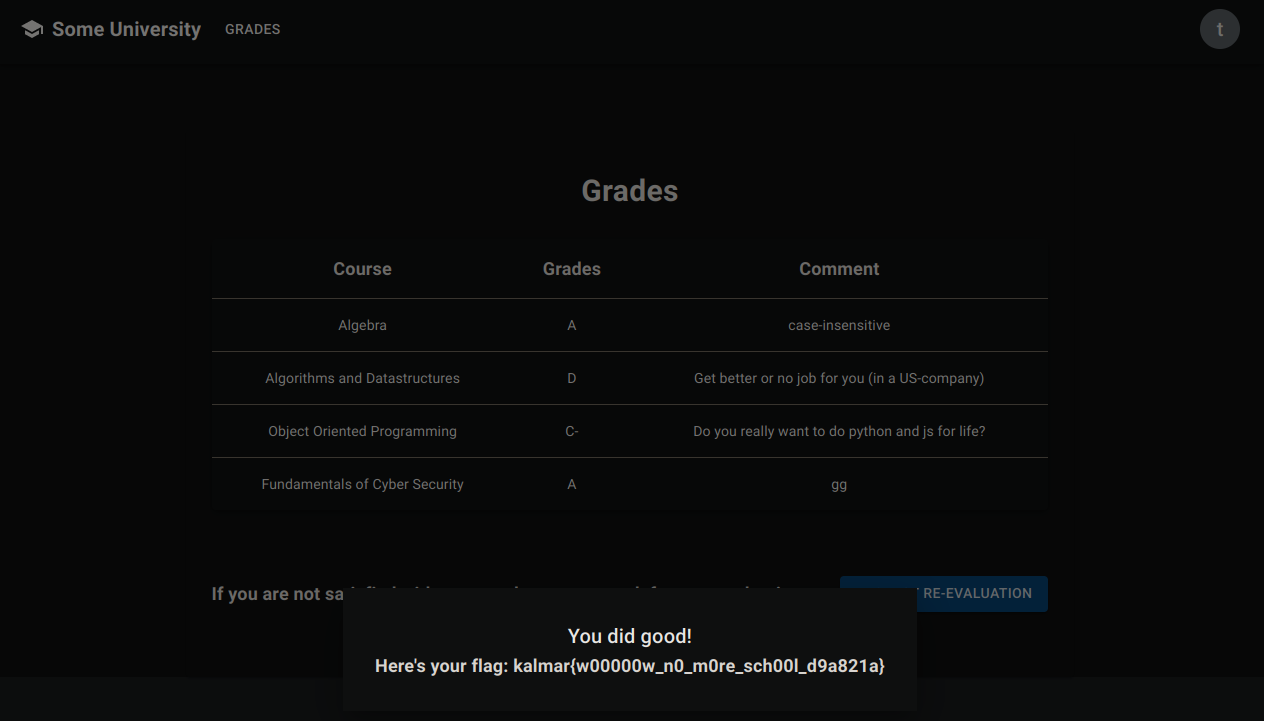 Some University GRADES t
Grades
Course Grades Comment
Algebra A case-insensitive
Algorithms and Datastructures D Get better or no job for you (in a US-company)
Object Oriented Programming C- Do you really want to do python and js for life?
Fundamentals of Cyber Security A gg
If you are not RE-EVALUATION
You did good!
Here's your flag: kalmar{w00000w_n0_m0re_sch00l_d9a821a}